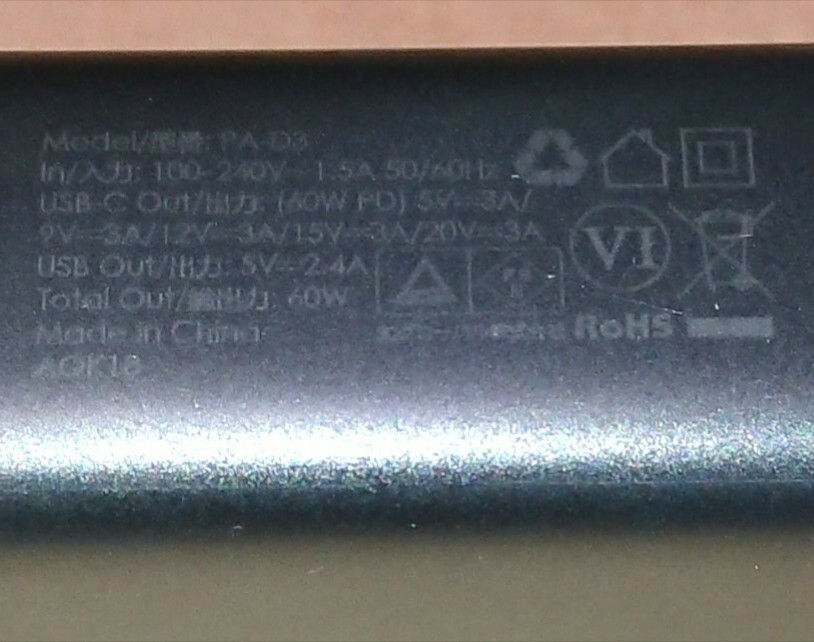 Model/型番: PA-D3
In/入力: 100-240V~1.5A 50/60Hz
USB-C Out/出力: (60W PD) 5V⎓3A/
9V⎓3A/12V⎓3A/15V⎓3A/20V⎓3A
USB Out/出力: 5V⎓2.4A
Total Out/総出力: 60W
Made in China
AQK18
VI
RoHS